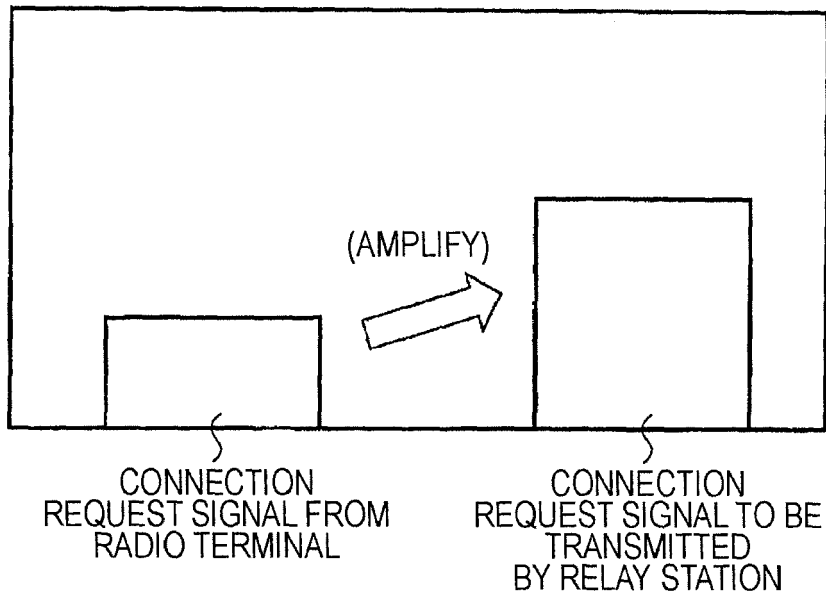 (AMPLIFY)
CONNECTION
REQUEST SIGNAL FROM
RADIO TERMINAL
CONNECTION
REQUEST SIGNAL TO BE
TRANSMITTED
BY RELAY STATION